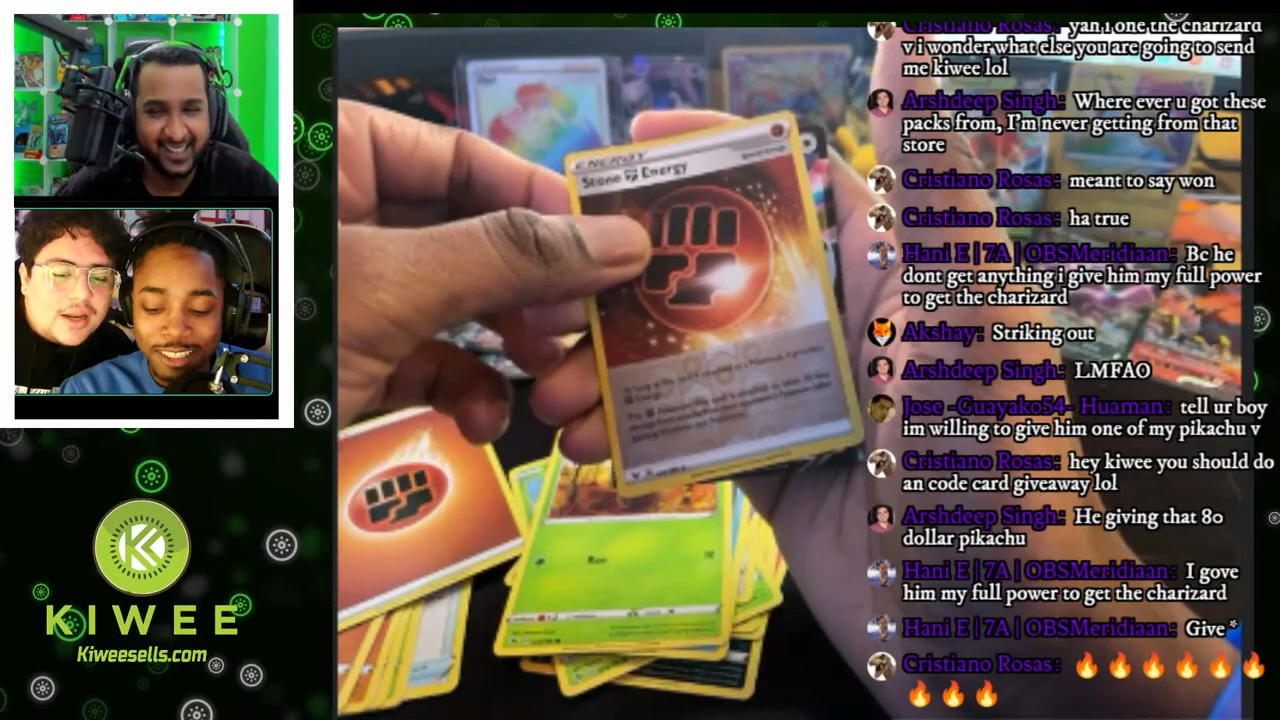 Cristiano Rosas: yah i one the charizard
v i wonder what else you are going to send
me kiwee lol
Arshdeep Singh: Where ever u got these
packs from, I'm never getting from that
store
Cristiano Rosas: meant to say won
Cristiano Rosas: ha true
Hani E | 7A | OBSMeridiaan: Bc he
dont get anything i give him my full power
to get the charizard
Akshay: Striking out
Arshdeep Singh: LMFAO
Jose -Guayako54- Huaman: tell ur boy
im willing to give him one of my pikachu v
Cristiano Rosas: hey kiwee you should do
an code card giveaway lol
Arshdeep Singh: He giving that 80
dollar pikachu
Hani E | 7A | OBSMeridiaan: I gove
him my full power to get the charizard
Hani E | 7A | OBSMeridiaan: Give*
Cristiano Rosas: 🔥🔥🔥🔥🔥🔥
🔥🔥🔥
ENERGY
Stone Energy
K
KIWEE
Kiweesells.com